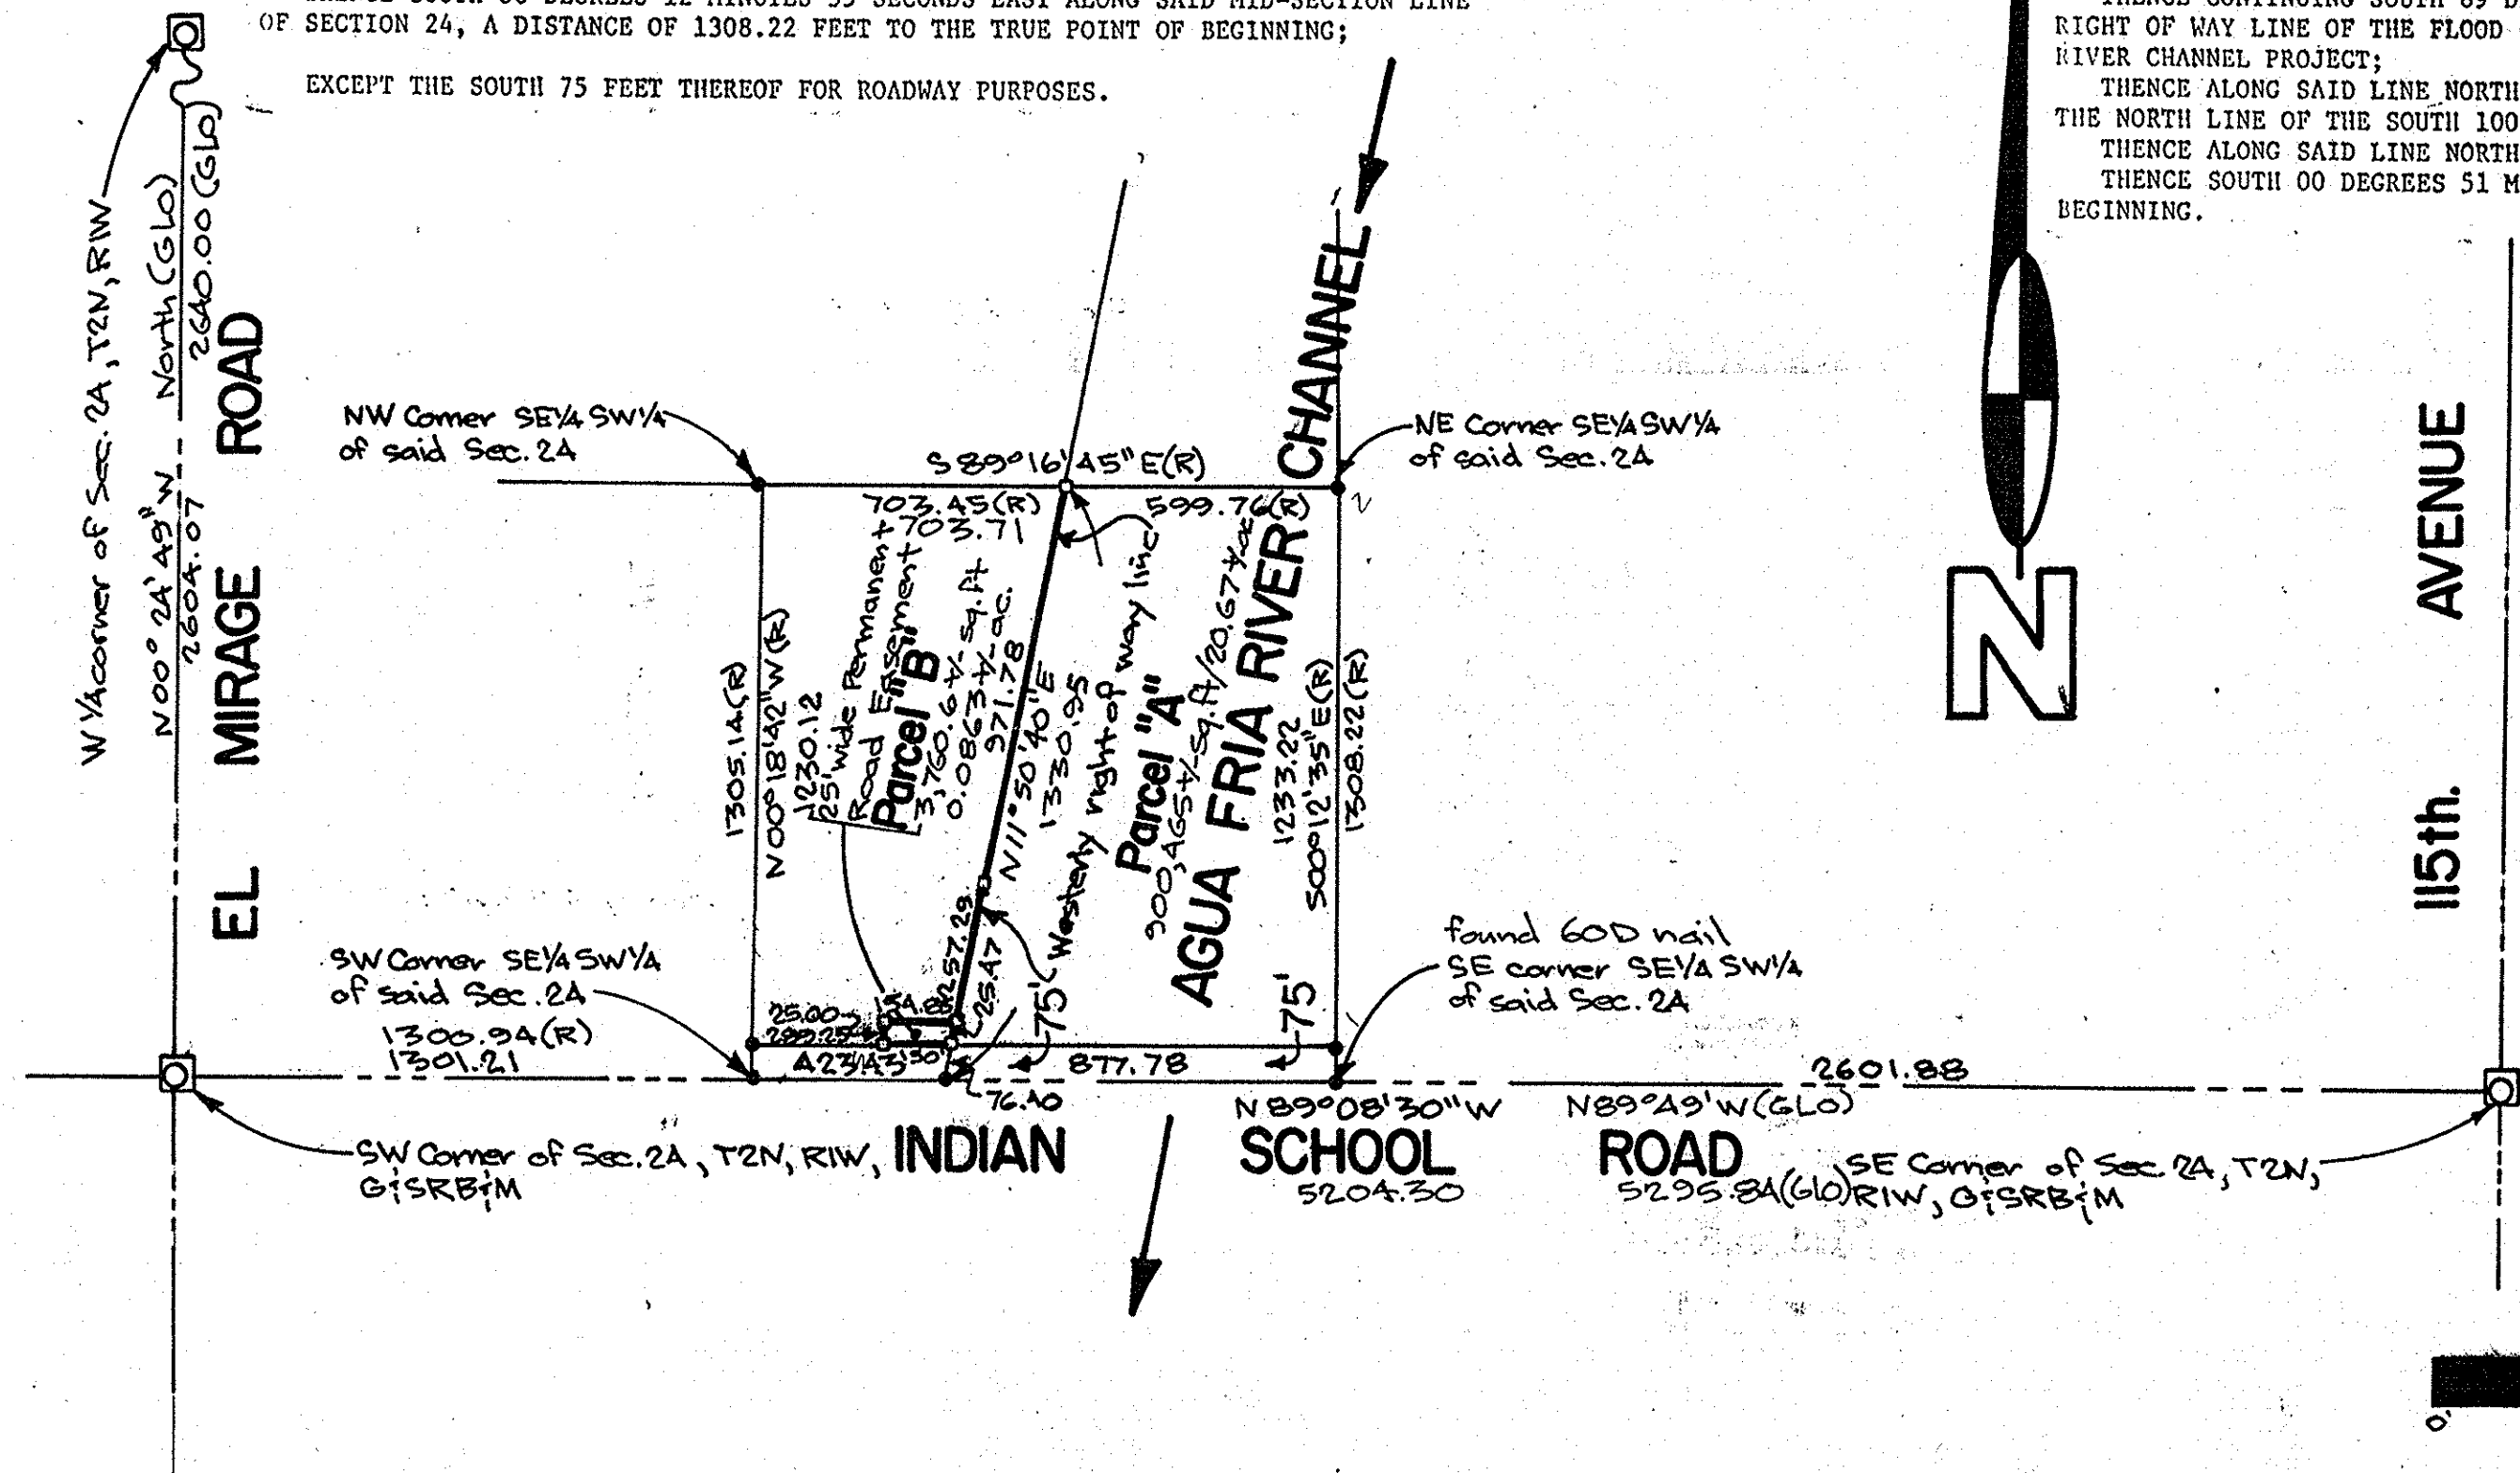 OF SECTION 24, A DISTANCE OF 1308.22 FEET TO THE TRUE POINT OF BEGINNING;
EXCEPT THE SOUTH 75 FEET THEREOF FOR ROADWAY PURPOSES.
THENCE CONTINUING SOUTH 89
RIGHT OF WAY LINE OF THE FLOOD
RIVER CHANNEL PROJECT;
THENCE ALONG SAID LINE NORTH
THE NORTH LINE OF THE SOUTH 100
THENCE ALONG SAID LINE NORTH
THENCE SOUTH 00 DEGREES 51 M
BEGINNING.
W 1/4 corner of Sec. 24, T2N, R1W
North (GLO)
2640.00 (GLO)
N00°24'49"W
2604.07
EL MIRAGE ROAD
NW Corner SE1/4 SW1/4
of said Sec. 24
S89°16'45"E(R)
703.45(R)
703.71
599.76(R)
NE Corner SE1/4 SW1/4
of said Sec. 24
1305.14(R)
N00°18'42"W(R)
1230.12
25' wide Permanent
Road Easement
Parcel "B"
3,760.6 +/- sq.ft
0.0863 +/- ac.
971.78
N11°50'40"E
1330.95
Westerly right of way line
Parcel "A"
900,465 +/- sq.ft/20.67 +/- ac
AGUA FRIA RIVER CHANNEL
1233.22
S00°12'35"E(R)
1308.22(R)
257.29
25.47
75'
75'
SW Corner SE1/4 SW1/4
of said Sec. 24
1300.94(R)
1301.21
25.00
423.43
76.40
877.78
found 60D nail
SE corner SE1/4 SW1/4
of said Sec. 24
2601.88
N89°08'30"W
N89°49'W(GLO)
SW Corner of Sec. 24, T2N, R1W,
G&SRB&M
INDIAN SCHOOL ROAD
5204.30
5295.84(GLO)
SE Corner of Sec. 24, T2N,
R1W, G&SRB&M
N
115th. AVENUE
0'